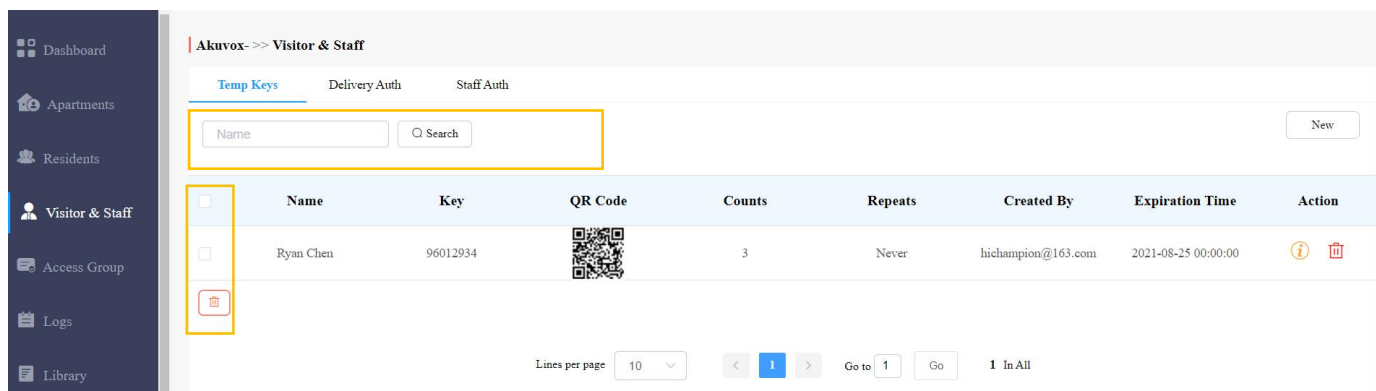 Dashboard
Apartments
Residents
Visitor & Staff
Access Group
Logs
Library
Akuvox- >> Visitor & Staff
Temp Keys Delivery Auth Staff Auth
Name Search New
Name Key QR Code Counts Repeats Created By Expiration Time Action
Ryan Chen 96012934 3 Never hichampion@163.com 2021-08-25 00:00:00
Lines per page 10 < 1 > Go to 1 Go 1 In All